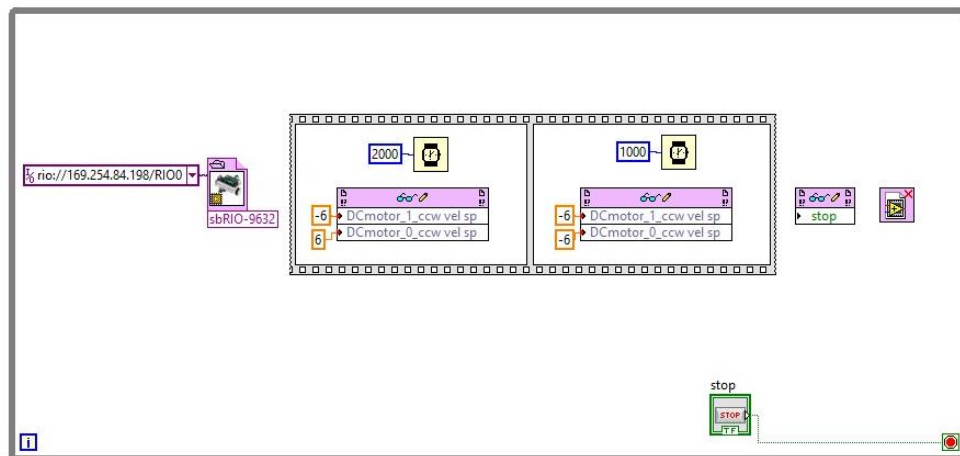 rio://169.254.84.198/RIO0
sbRIO-9632
2000
-6 DCmotor_1_ccw vel sp
6 DCmotor_0_ccw vel sp
1000
-6 DCmotor_1_ccw vel sp
-6 DCmotor_0_ccw vel sp
stop
stop
STOP
TF
i